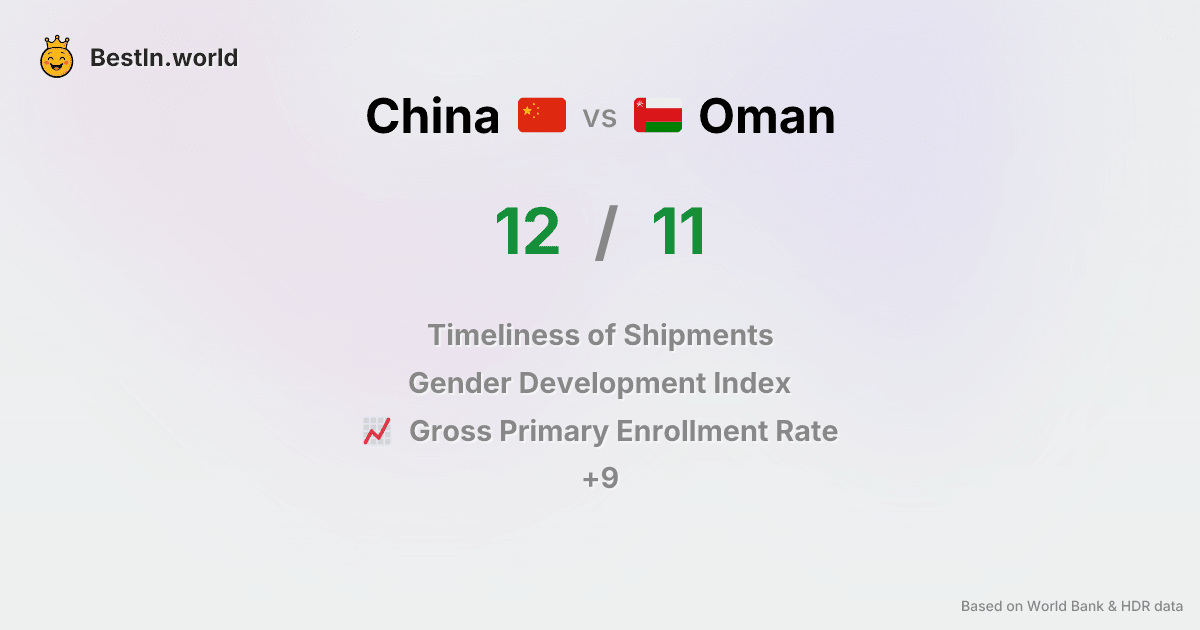 BestIn.world
China vs Oman
12 / 11
Timeliness of Shipments
Gender Development Index
Gross Primary Enrollment Rate
+9
Based on World Bank & HDR data